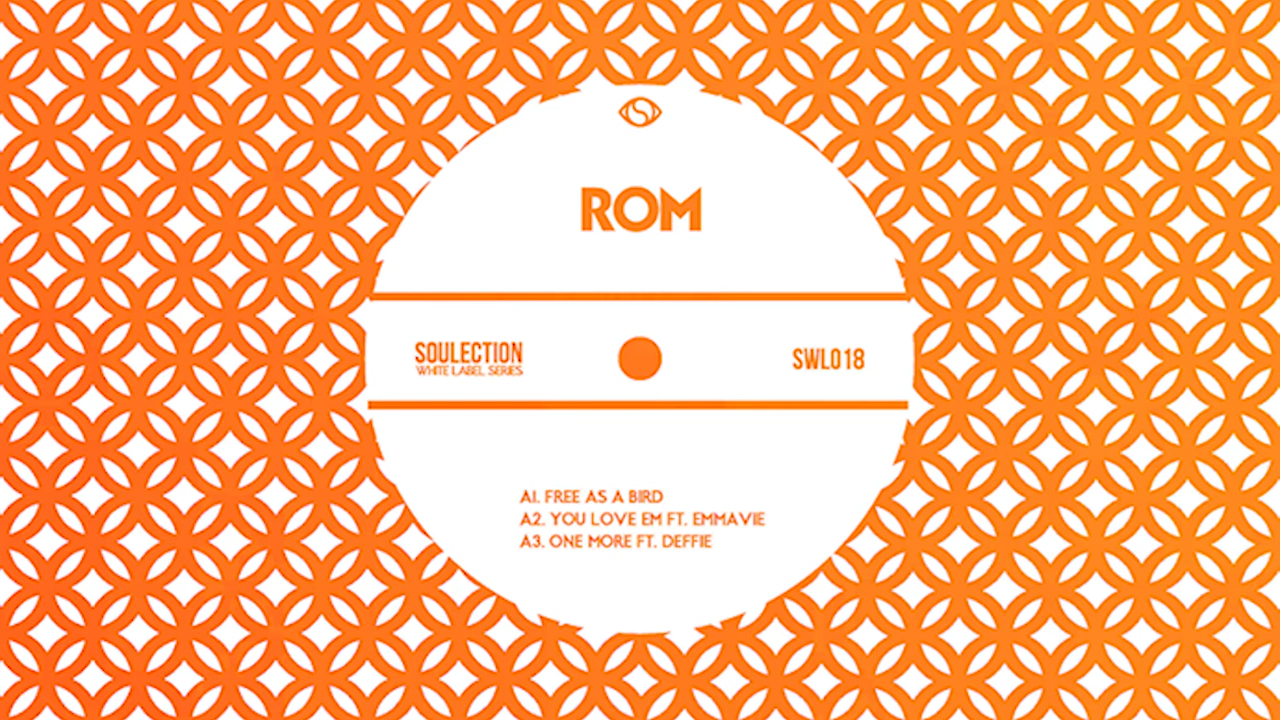 ROM
SOULECTION
WHITE LABEL SERIES
SWL018
A1. FREE AS A BIRD
A2. YOU LOVE EM FT. EMMAVIE
A3. ONE MORE FT. DEFFIE